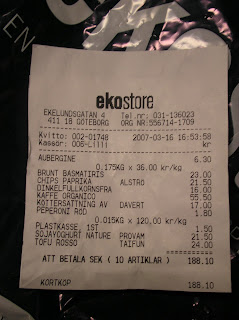 ekostore
EKELUNDSGATAN 4 Tel.nr: 031-136023
411 18 GÖTEBORG ORG NR:556714-1709
Kvitto: 002-01748 2007-03-16 16:53:58
Kassör: 006-Lilli kr
AUBERGINE 6.30
0.175KG x 36.00 kr/kg
BRUNT BASMATIRIS 23.00
CHIPS PAPRIKA ALSTRO 21.50
DINKELFULLKORNSFRA 16.00
KAFFE ORGANICO 55.50
KÖTTERSÄTTNING AV DAVERT 17.00
PEPERONI RÖD 1.80
0.015KG x 120.00 kr/kg
PLASTKASSE, 1ST 1.50
SOJAYOGHURT NATURE PROVAM 21.50
TOFU ROSSO TAIFUN 24.00
ATT BETALA SEK ( 10 ARTIKLAR ) 188.10
KORTKÖP 188.10